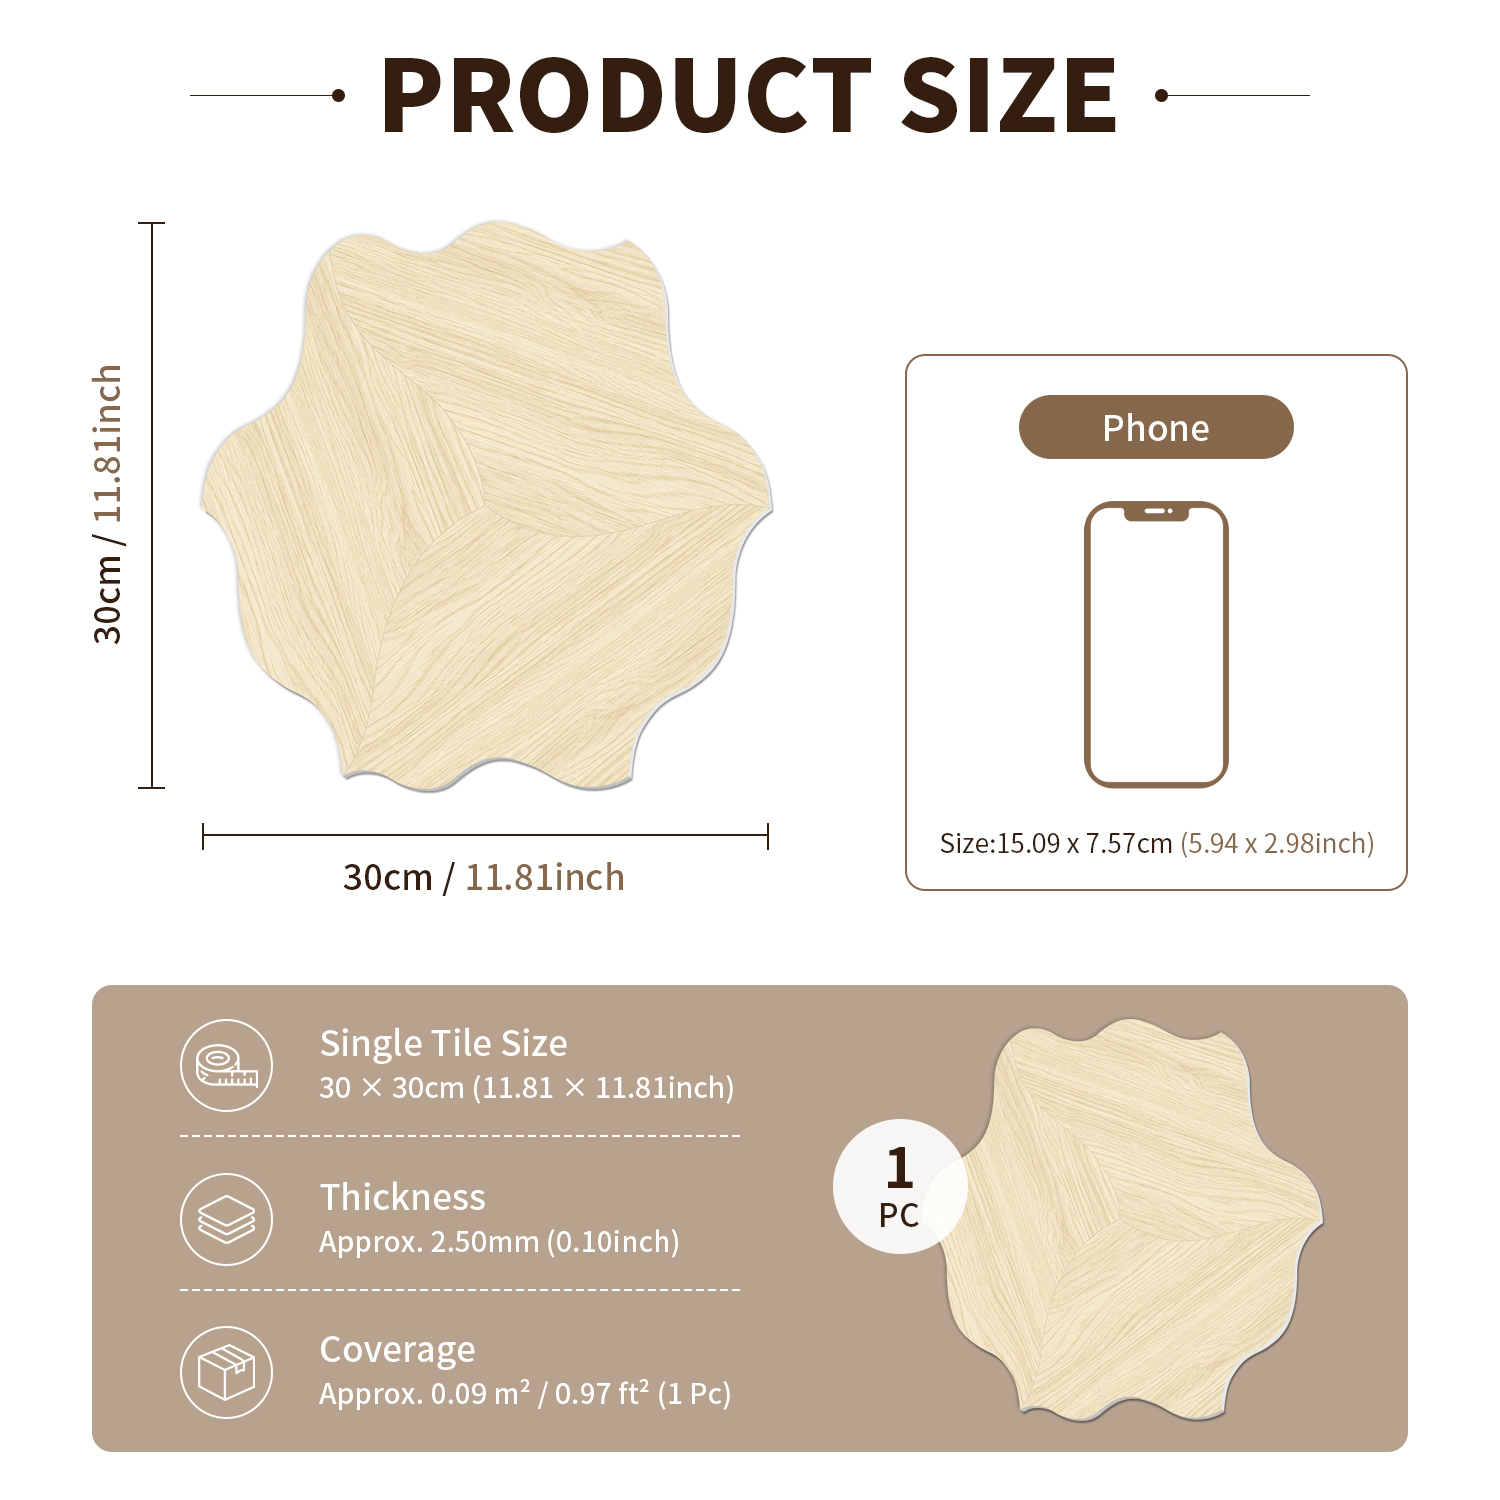 PRODUCT SIZE
30cm / 11.81inch
30cm / 11.81inch
Phone
Size:15.09 x 7.57cm (5.94 x 2.98inch)
Single Tile Size
30 × 30cm (11.81 × 11.81inch)
Thickness
Approx. 2.50mm (0.10inch)
Coverage
Approx. 0.09 m² / 0.97 ft² (1 Pc)
1
PC